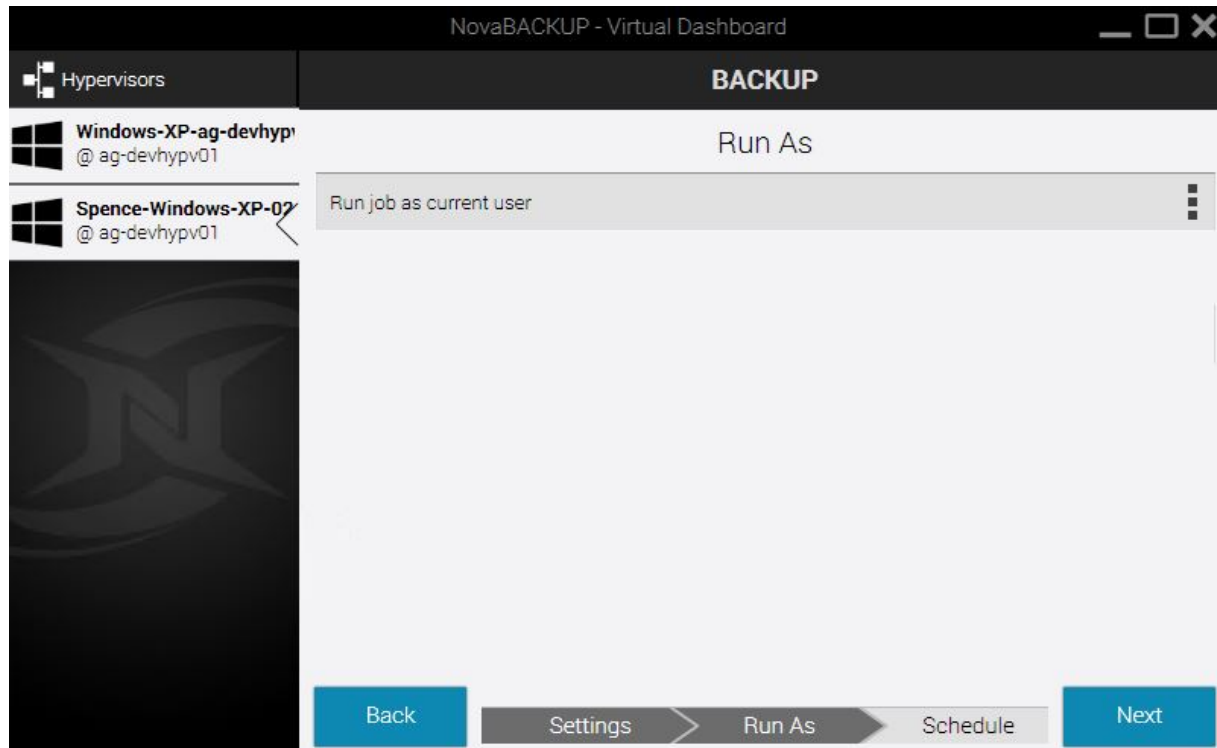 NovaBACKUP - Virtual Dashboard
Hypervisors
BACKUP
Windows-XP-ag-devhyp
@ ag-devhypv01
Spence-Windows-XP-02
@ ag-devhypv01
Run As
Run job as current user
Back
Settings
Run As
Schedule
Next